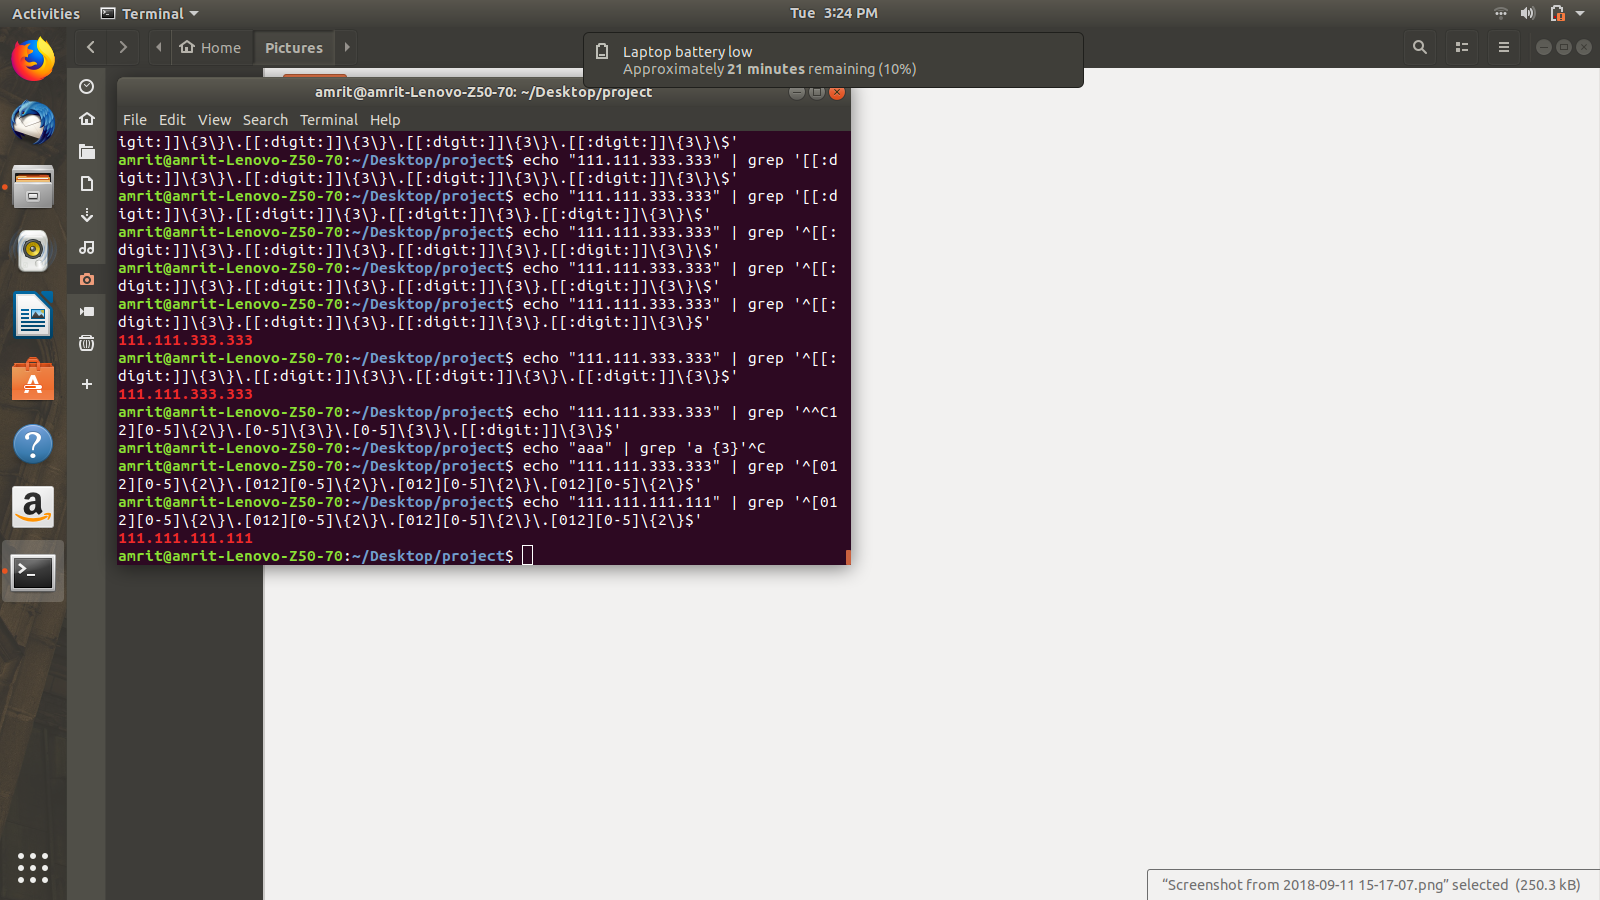 Activities Terminal Tue 3:24 PM
Home Pictures
Laptop battery low
Approximately 21 minutes remaining (10%)
amrit@amrit-Lenovo-Z50-70: ~/Desktop/project
File Edit View Search Terminal Help
igit:]]\{3\}\.[[:digit:]]\{3\}\.[[:digit:]]\{3\}\$'
amrit@amrit-Lenovo-Z50-70:~/Desktop/project$ echo "111.111.333.333" | grep '[[:d
igit:]]\{3\}\.[[:digit:]]\{3\}\.[[:digit:]]\{3\}\.[[:digit:]]\{3\}\$'
amrit@amrit-Lenovo-Z50-70:~/Desktop/project$ echo "111.111.333.333" | grep '[[:d
igit:]]\{3\}.[[:digit:]]\{3\}.[[:digit:]]\{3\}.[[:digit:]]\{3\}\$'
amrit@amrit-Lenovo-Z50-70:~/Desktop/project$ echo "111.111.333.333" | grep '^[[:
digit:]]\{3\}.[[:digit:]]\{3\}.[[:digit:]]\{3\}.[[:digit:]]\{3\}\$'
amrit@amrit-Lenovo-Z50-70:~/Desktop/project$ echo "111.111.333.333" | grep '^[[:
digit:]]\{3\}.[[:digit:]]\{3\}.[[:digit:]]\{3\}.[[:digit:]]\{3\}\$'
amrit@amrit-Lenovo-Z50-70:~/Desktop/project$ echo "111.111.333.333" | grep '^[[:
digit:]]\{3\}.[[:digit:]]\{3\}.[[:digit:]]\{3\}.[[:digit:]]\{3\}$'
111.111.333.333
amrit@amrit-Lenovo-Z50-70:~/Desktop/project$ echo "111.111.333.333" | grep '^[[:
digit:]]\{3\}\.[[:digit:]]\{3\}\.[[:digit:]]\{3\}\.[[:digit:]]\{3\}$'
111.111.333.333
amrit@amrit-Lenovo-Z50-70:~/Desktop/project$ echo "111.111.333.333" | grep '^^C1
2][0-5]\{2\}\.[0-5]\{3\}\.[0-5]\{3\}\.[[:digit:]]\{3\}$'
amrit@amrit-Lenovo-Z50-70:~/Desktop/project$ echo "aaa" | grep 'a {3}'^C
amrit@amrit-Lenovo-Z50-70:~/Desktop/project$ echo "111.111.333.333" | grep '^[01
2][0-5]\{2\}\.[012][0-5]\{2\}\.[012][0-5]\{2\}\.[012][0-5]\{2\}$'
amrit@amrit-Lenovo-Z50-70:~/Desktop/project$ echo "111.111.111.111" | grep '^[01
2][0-5]\{2\}\.[012][0-5]\{2\}\.[012][0-5]\{2\}\.[012][0-5]\{2\}$'
111.111.111.111
amrit@amrit-Lenovo-Z50-70:~/Desktop/project$
“Screenshot from 2018-09-11 15-17-07.png” selected (250.3 kB)